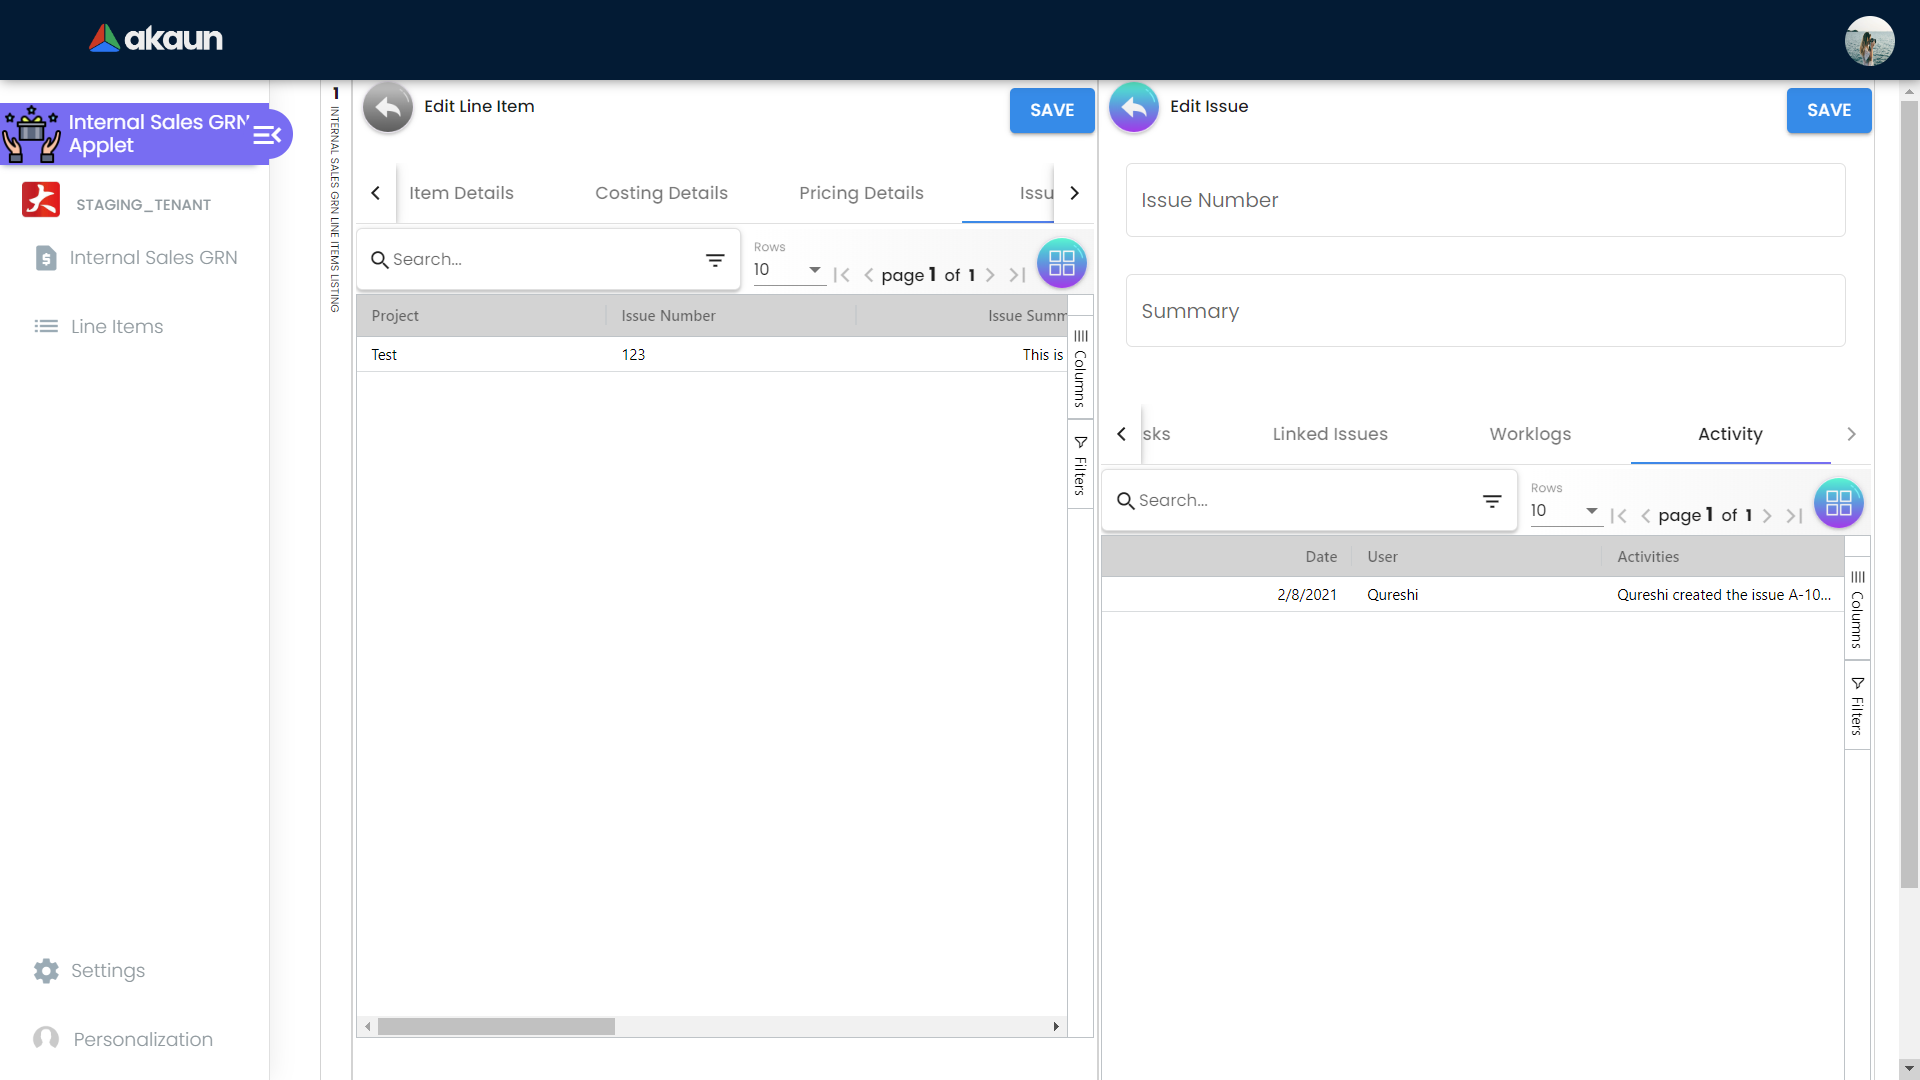 akaun
Internal Sales GRN
Applet
STAGING_TENANT
Internal Sales GRN
Line Items
Settings
Personalization
1
INTERNAL SALES GRN LINE ITEMS LISTING
Edit Line Item
SAVE
Item Details
Costing Details
Pricing Details
Issu
Search...
Rows
10
page 1 of 1
Project
Issue Number
Issue Summ
Test
123
This is
Columns
Filters
Edit Issue
SAVE
Issue Number
Summary
sks
Linked Issues
Worklogs
Activity
Search...
Rows
10
page 1 of 1
Date
User
Activities
2/8/2021
Qureshi
Qureshi created the issue A-10...
Columns
Filters